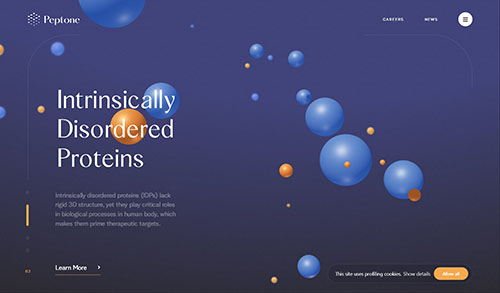 Peptone
CAREERS
NEWS
Intrinsically
Disordered
Proteins
Intrinsically disordered proteins (IDPs) lack
rigid 3D structure, yet they play critical roles
in biological processes in human body, which
makes them prime therapeutic targets.
03
Learn More
This site uses profiling cookies. Show details
Allow all